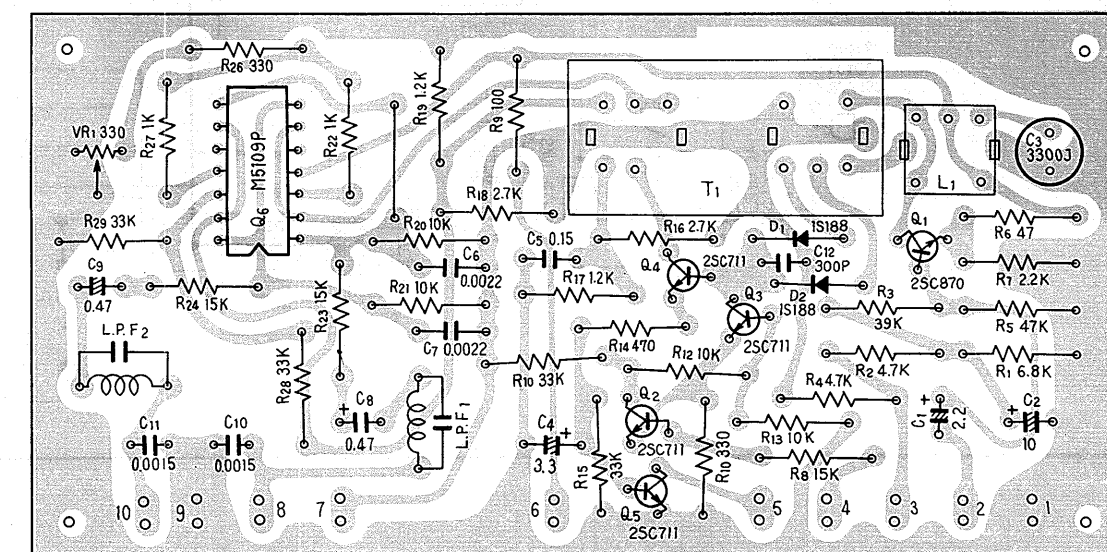 R26 330
VR1 330
R27 1K
M5109P
Q6
R22 1K
R19 1.2K
R9 100
T1
L1
C3
3300J
R29 33K
R18 2.7K
R20 10K
C5 0.15
R16 2.7K
D1
1S188
Q1
R6 47
C9
0.47
R24 15K
R23 15K
C6
0.0022
R17 1.2K
Q4
2SC711
C12
300P
2SC870
R7 2.2K
R21 10K
Q3
D2
1S188
R3
39K
R5 47K
L.P.F2
C7 0.0022
R14 470
2SC711
R28 33K
R10 33K
R12 10K
R2 4.7K
R1 6.8K
C8
+
0.47
L.P.F1
Q2
2SC711
R4 4.7K
C1
+
2.2
C2
+
10
C11
0.0015
C10
0.0015
C4
+
3.3
R15
33K
R10 330
R13 10K
R8 15K
Q5
2SC711
10
9
8
7
6
5
4
3
2
1